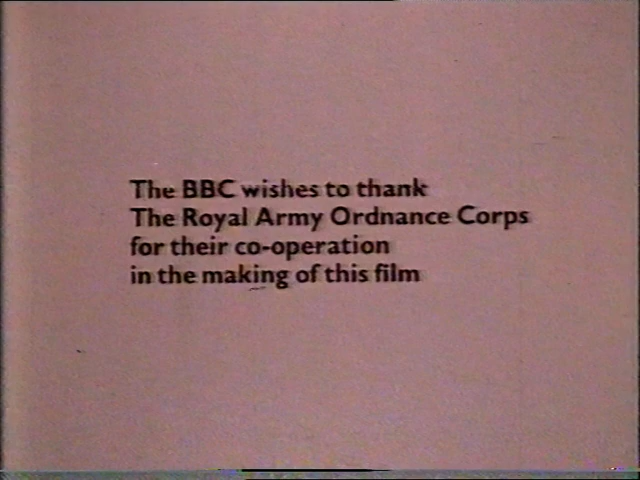 The BBC wishes to thank
The Royal Army Ordnance Corps
for their co-operation
in the making of this film